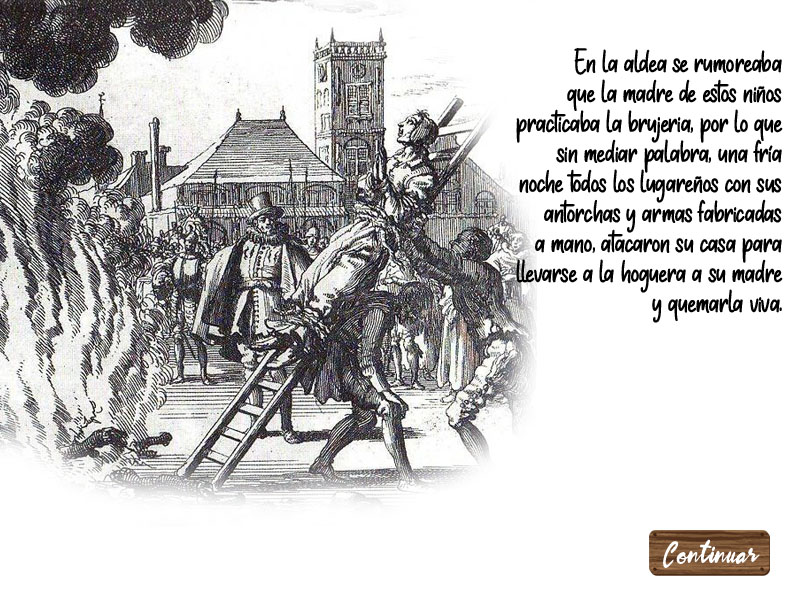 En la aldea se rumoreaba
que la madre de estos niños
practicaba la brujeria, por lo que
sin mediar palabra, una fría
noche todos los lugareños con sus
antorchas y armas fabricadas
a mano, atacaron su casa para
llevarse a la hoguera a su madre
y quemarla viva.
Continuar